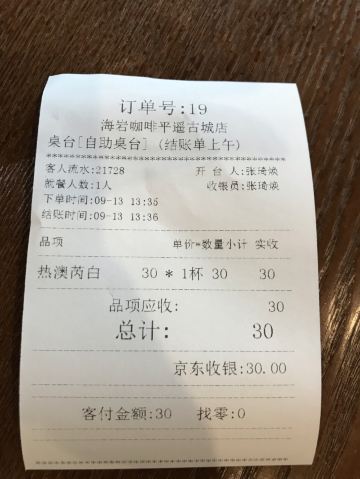 订单号:19
海岩咖啡平遥古城店
桌台[自助桌台] (结账单上午)
客人流水:21728 开 台 人:张琦焕
就餐人数:1人 收银员:张琦焕
下单时间:09-13 13:35
结账时间:09-13 13:36
品项 单价=数量小计 实收
热澳芮白 30 * 1杯 30 30
品项应收: 30
总计: 30
京东收银:30.00
客付金额:30 找零:0